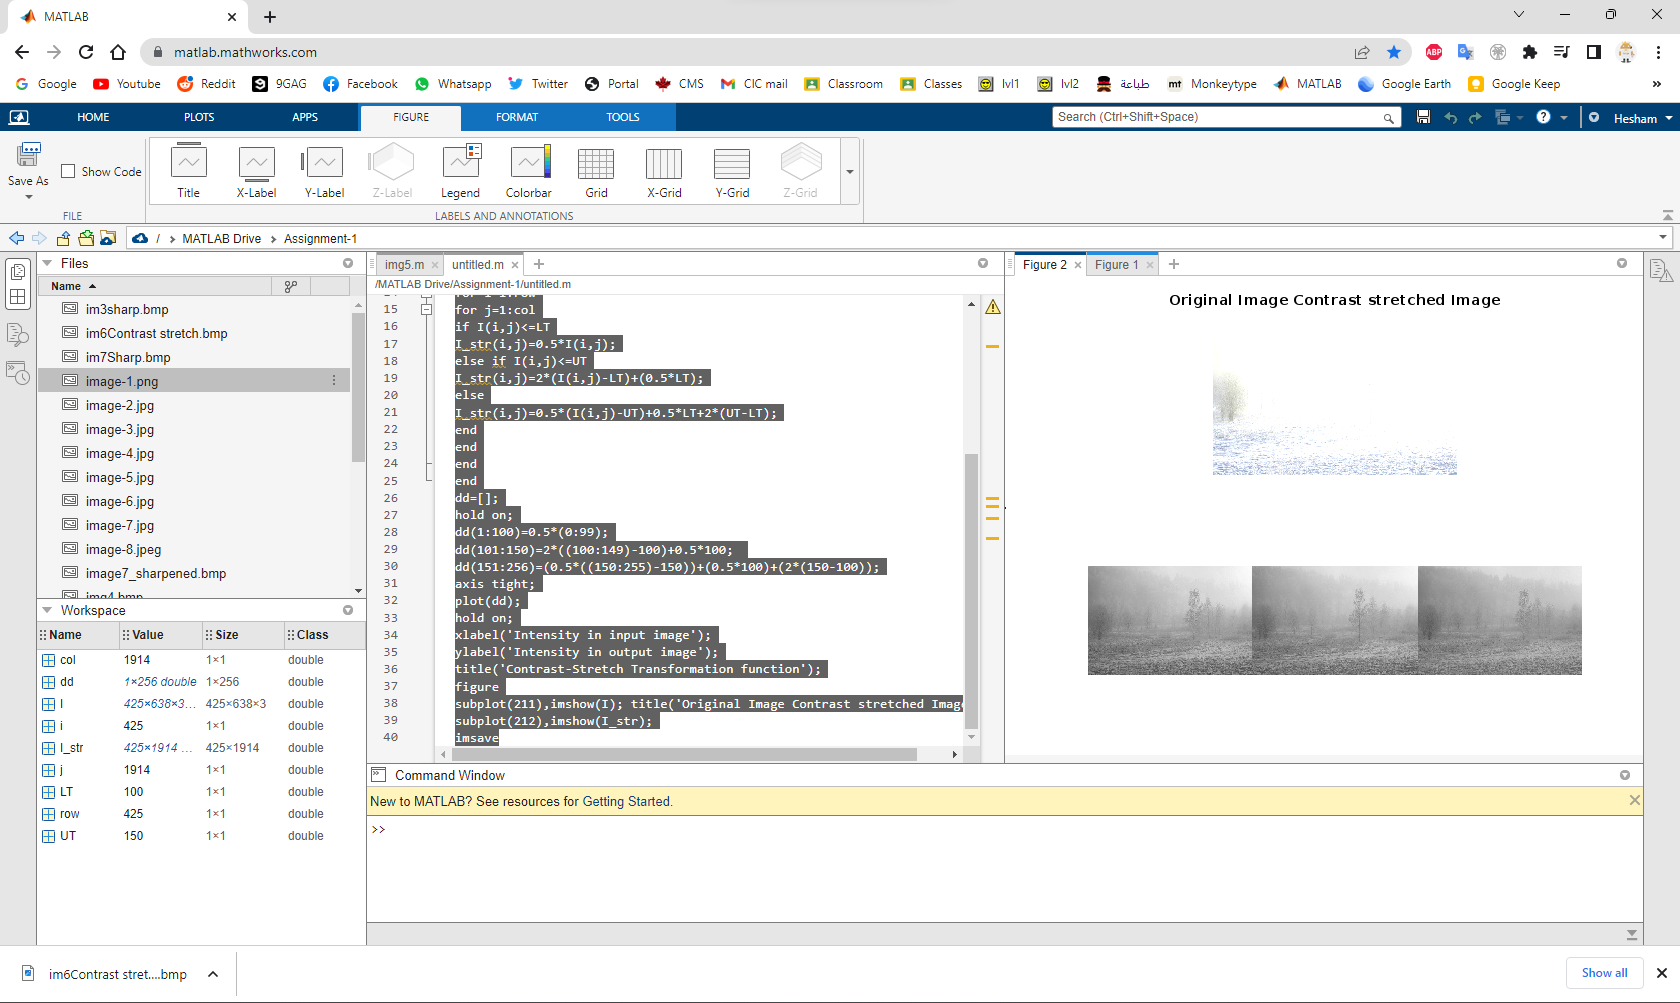 MATLAB
matlab.mathworks.com
ABP
Google
Youtube
Reddit
9GAG
Facebook
Whatsapp
Twitter
Portal
CMS
CIC mail
Classroom
Classes
lvl1
lvl2
طباعة
mt Monkeytype
MATLAB
Google Earth
Google Keep
»
HOME
PLOTS
APPS
FIGURE
FORMAT
TOOLS
Search (Ctrl+Shift+Space)
Hesham
Save As
Show Code
FILE
Title
X-Label
Y-Label
Z-Label
Legend
Colorbar
Grid
X-Grid
Y-Grid
Z-Grid
LABELS AND ANNOTATIONS
/ › MATLAB Drive › Assignment-1
Files
Name
im3sharp.bmp
im6Contrast stretch.bmp
im7Sharp.bmp
image-1.png
image-2.jpg
image-3.jpg
image-4.jpg
image-5.jpg
image-6.jpg
image-7.jpg
image-8.jpeg
image7_sharpened.bmp
img4.bmp
Workspace
Name Value Size Class
col 1914 1×1 double
dd 1×256 double 1×256 double
I 425×638×3... 425×638×3 double
i 425 1×1 double
I_str 425×1914 ... 425×1914 double
j 1914 1×1 double
LT 100 1×1 double
row 425 1×1 double
UT 150 1×1 double
img5.m
untitled.m
/MATLAB Drive/Assignment-1/untitled.m
14 for i=1:row
15 for j=1:col
16 if I(i,j)<=LT
17 I_str(i,j)=0.5*I(i,j);
18 else if I(i,j)<=UT
19 I_str(i,j)=2*(I(i,j)-LT)+(0.5*LT);
20 else
21 I_str(i,j)=0.5*(I(i,j)-UT)+0.5*LT+2*(UT-LT);
22 end
23 end
24 end
25 end
26 dd=[];
27 hold on;
28 dd(1:100)=0.5*(0:99);
29 dd(101:150)=2*((100:149)-100)+0.5*100;
30 dd(151:256)=(0.5*((150:255)-150))+(0.5*100)+(2*(150-100));
31 axis tight;
32 plot(dd);
33 hold on;
34 xlabel('Intensity in input image');
35 ylabel('Intensity in output image');
36 title('Contrast-Stretch Transformation function');
37 figure
38 subplot(211),imshow(I); title('Original Image Contrast stretched Imag
39 subplot(212),imshow(I_str);
40 imsave
Figure 2
Figure 1
Original Image Contrast stretched Image
Command Window
New to MATLAB? See resources for Getting Started.
>>
im6Contrast stret....bmp
Show all